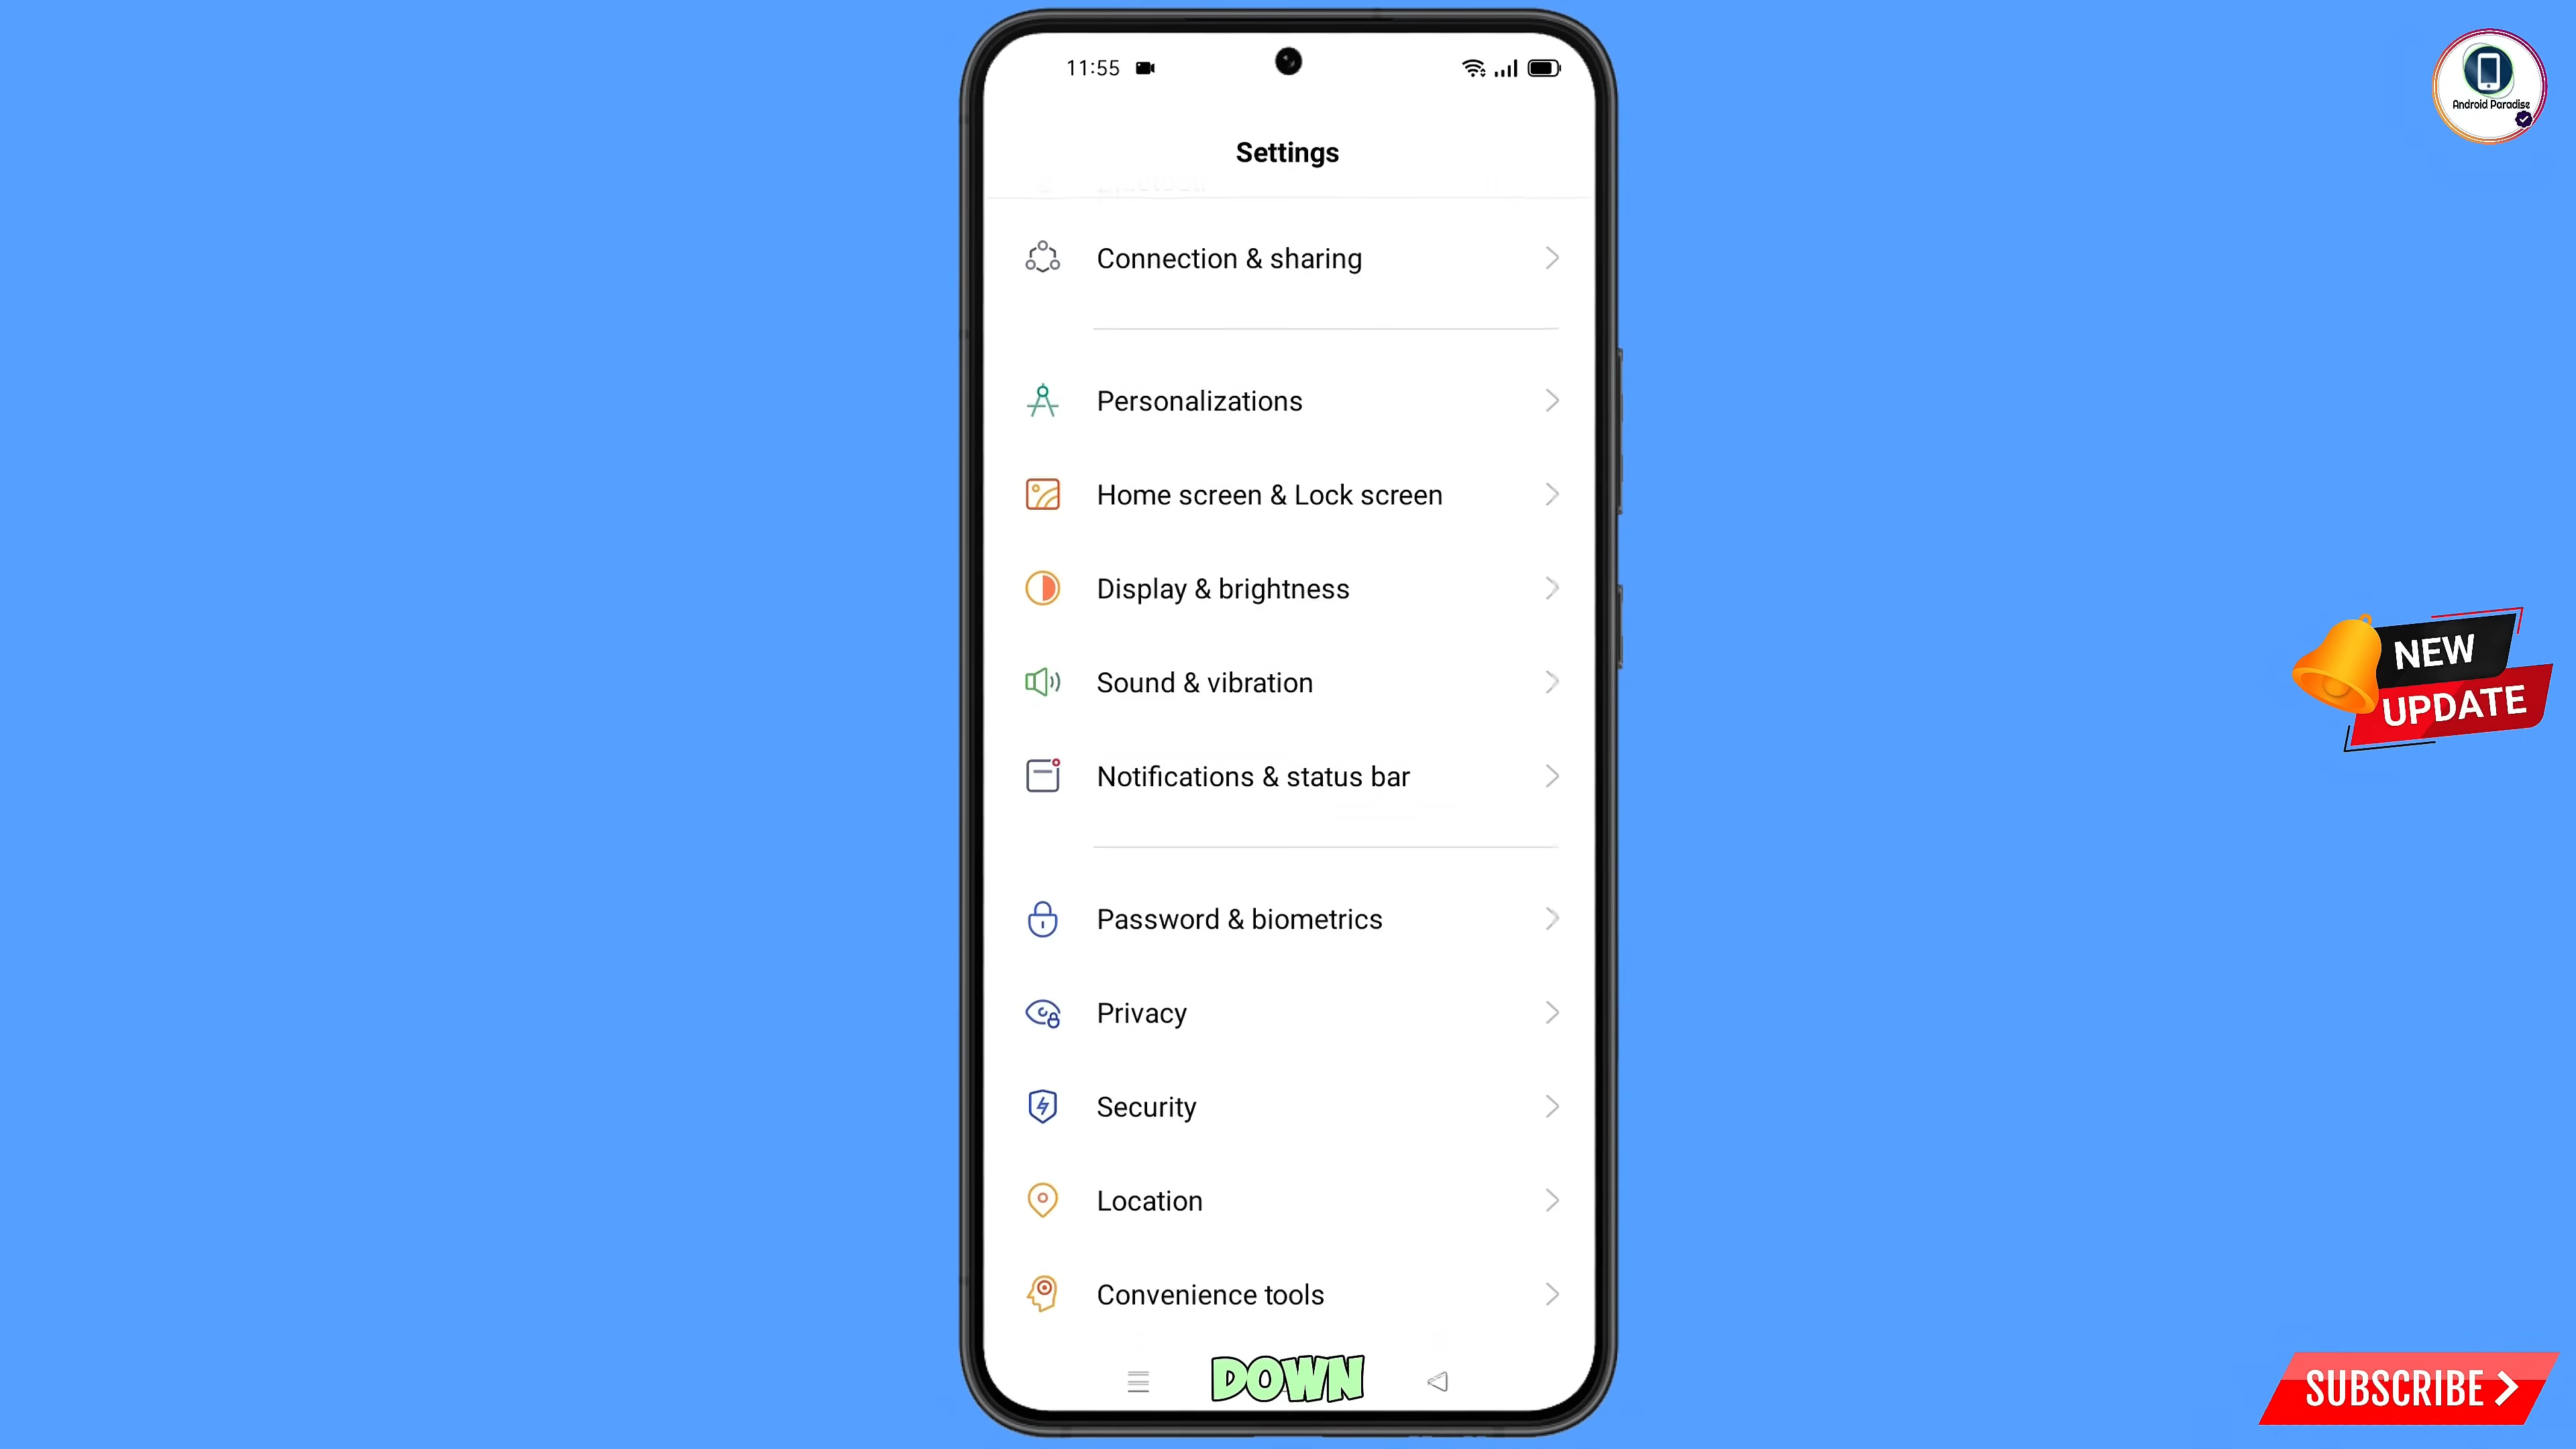 11:55
Android Paradise
Settings
Connection & sharing
Personalizations
Home screen & Lock screen
Display & brightness
Sound & vibration
NEW
UPDATE
Notifications & status bar
Password & biometrics
Privacy
Security
Location
Convenience tools
DOWN
SUBSCRIBE